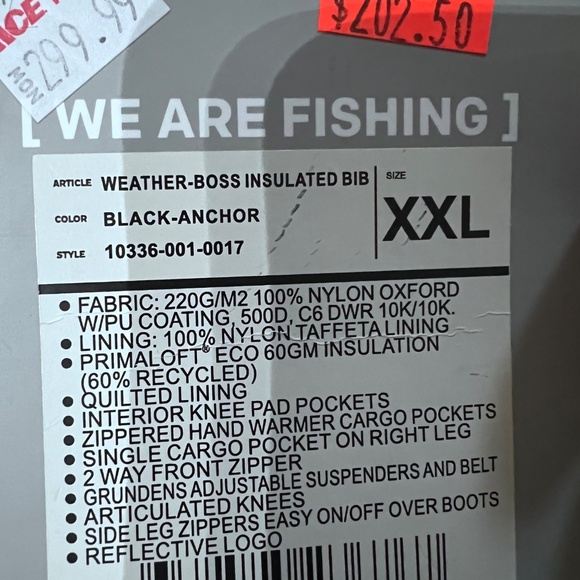 $202.50
299.99
MON
[ WE ARE FISHING ]
ARTICLE WEATHER-BOSS INSULATED BIB
COLOR BLACK-ANCHOR
STYLE 10336-001-0017
SIZE
XXL
• FABRIC: 220G/M2 100% NYLON OXFORD
W/PU COATING, 500D, C6 DWR 10K/10K.
• LINING: 100% NYLON TAFFETA LINING
• PRIMALOFT® ECO 60GM INSULATION
(60% RECYCLED)
• QUILTED LINING
• INTERIOR KNEE PAD POCKETS
• ZIPPERED HAND WARMER CARGO POCKETS
• SINGLE CARGO POCKET ON RIGHT LEG
• 2 WAY FRONT ZIPPER
• GRUNDENS ADJUSTABLE SUSPENDERS AND BELT
• ARTICULATED KNEES
• SIDE LEG ZIPPERS EASY ON/OFF OVER BOOTS
• REFLECTIVE LOGO